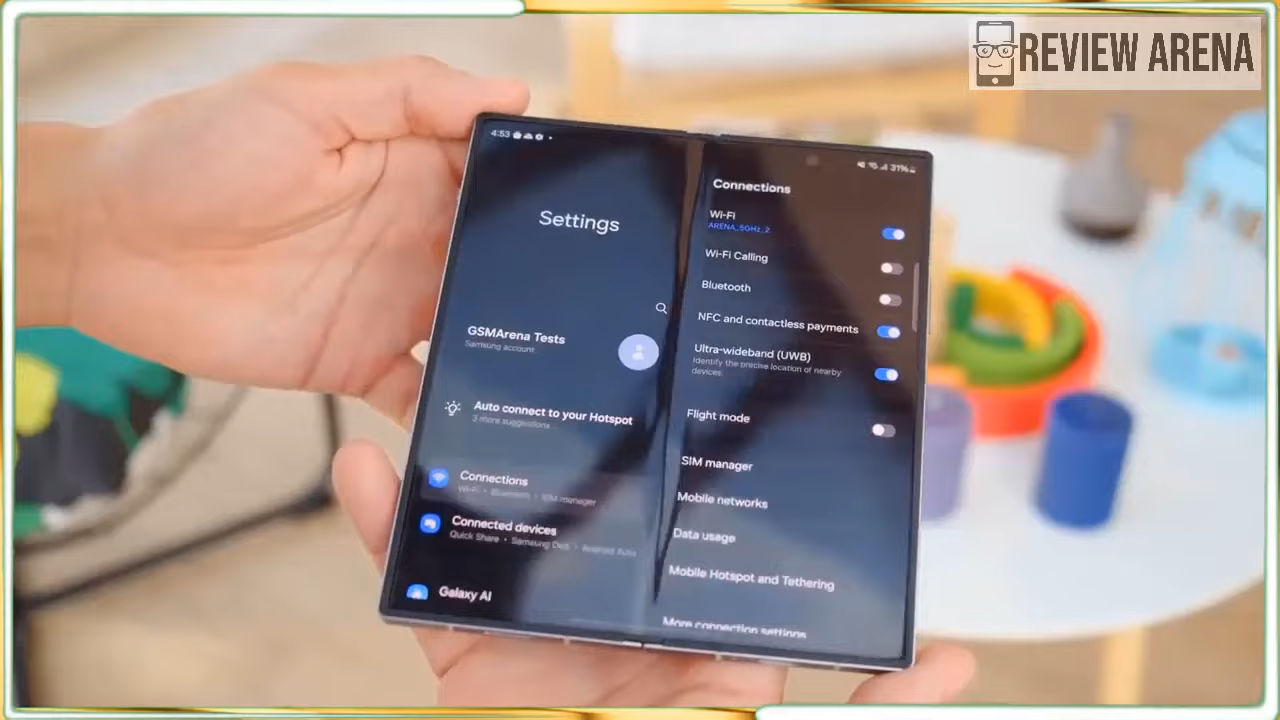 REVIEW ARENA
4:53
31%
Settings
GSMArena Tests
Samsung account
Auto connect to your Hotspot
3 more suggestions
Connections
Wi-Fi • Bluetooth • SIM manager
Connected devices
Quick Share • Samsung DeX • Android Auto
Galaxy AI
Connections
Wi-Fi
ARENA_5GHz_2
Wi-Fi Calling
Bluetooth
NFC and contactless payments
Ultra-wideband (UWB)
Identify the precise location of nearby
devices.
Flight mode
SIM manager
Mobile networks
Data usage
Mobile Hotspot and Tethering
More connection settings